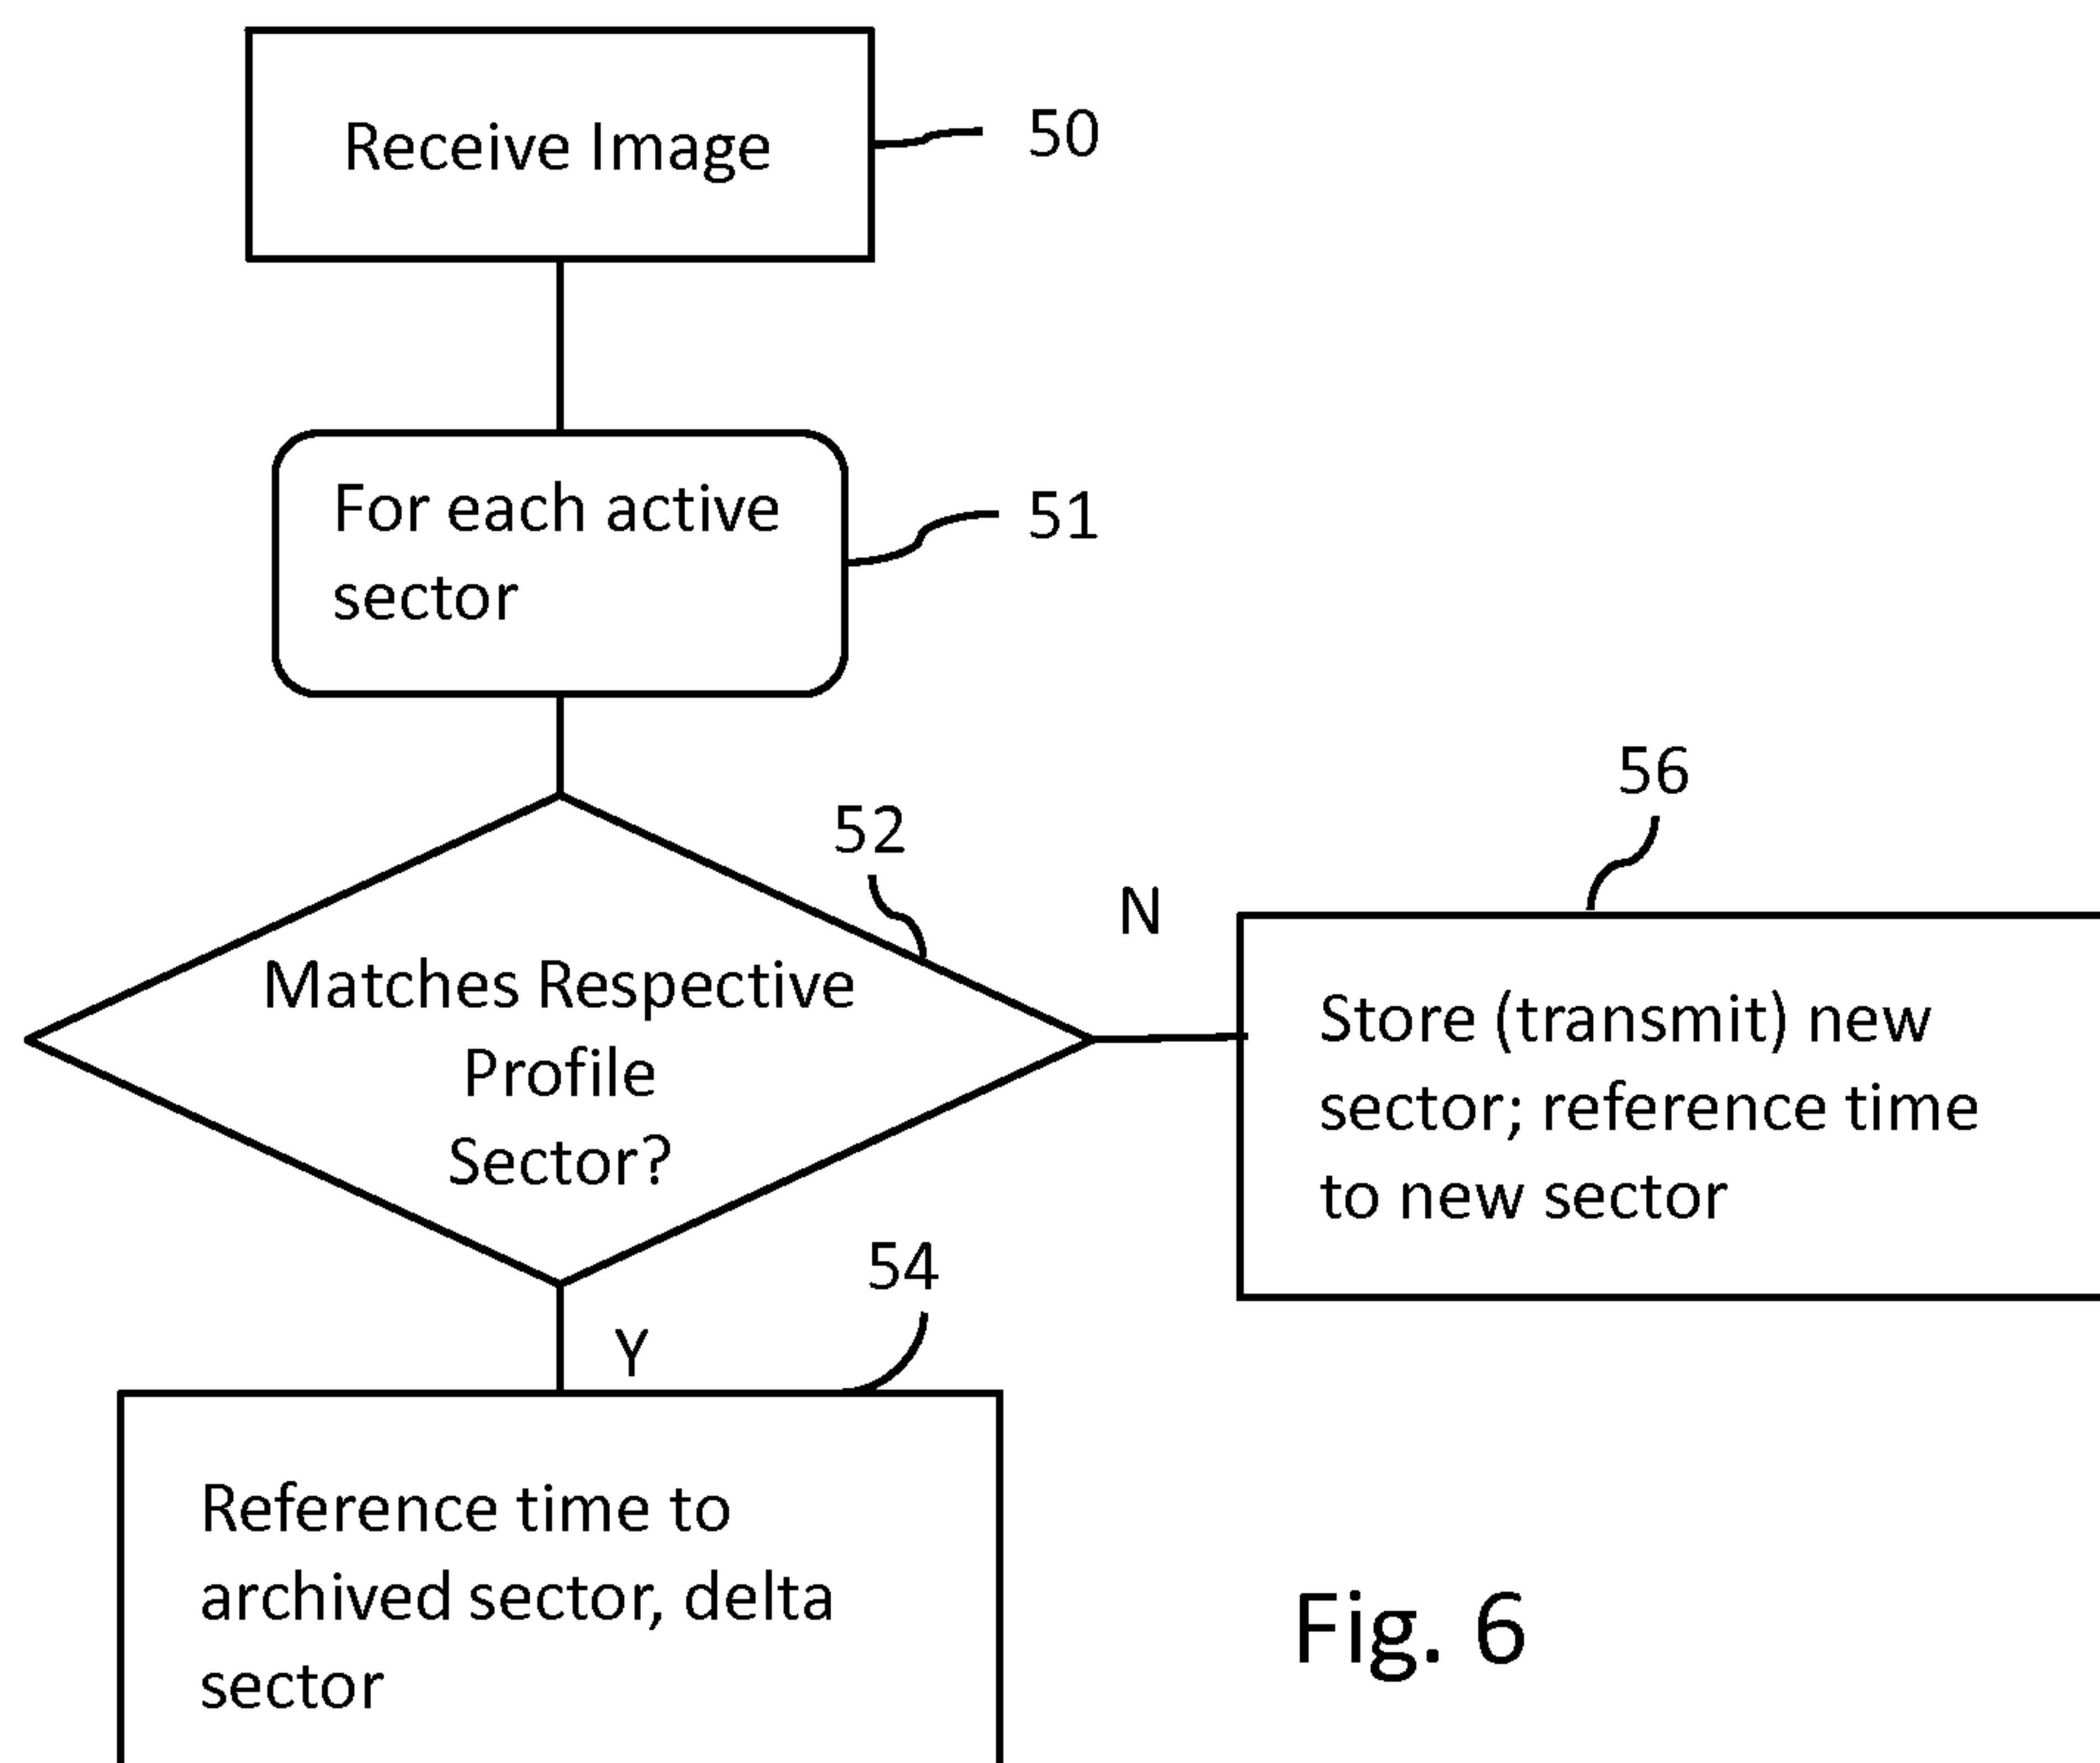 Receive Image
50
For each active
sector
51
52
Matches Respective
Profile
Sector?
N
56
Store (transmit) new
sector; reference time
to new sector
Y
54
Reference time to
archived sector, delta
sector
Fig. 6